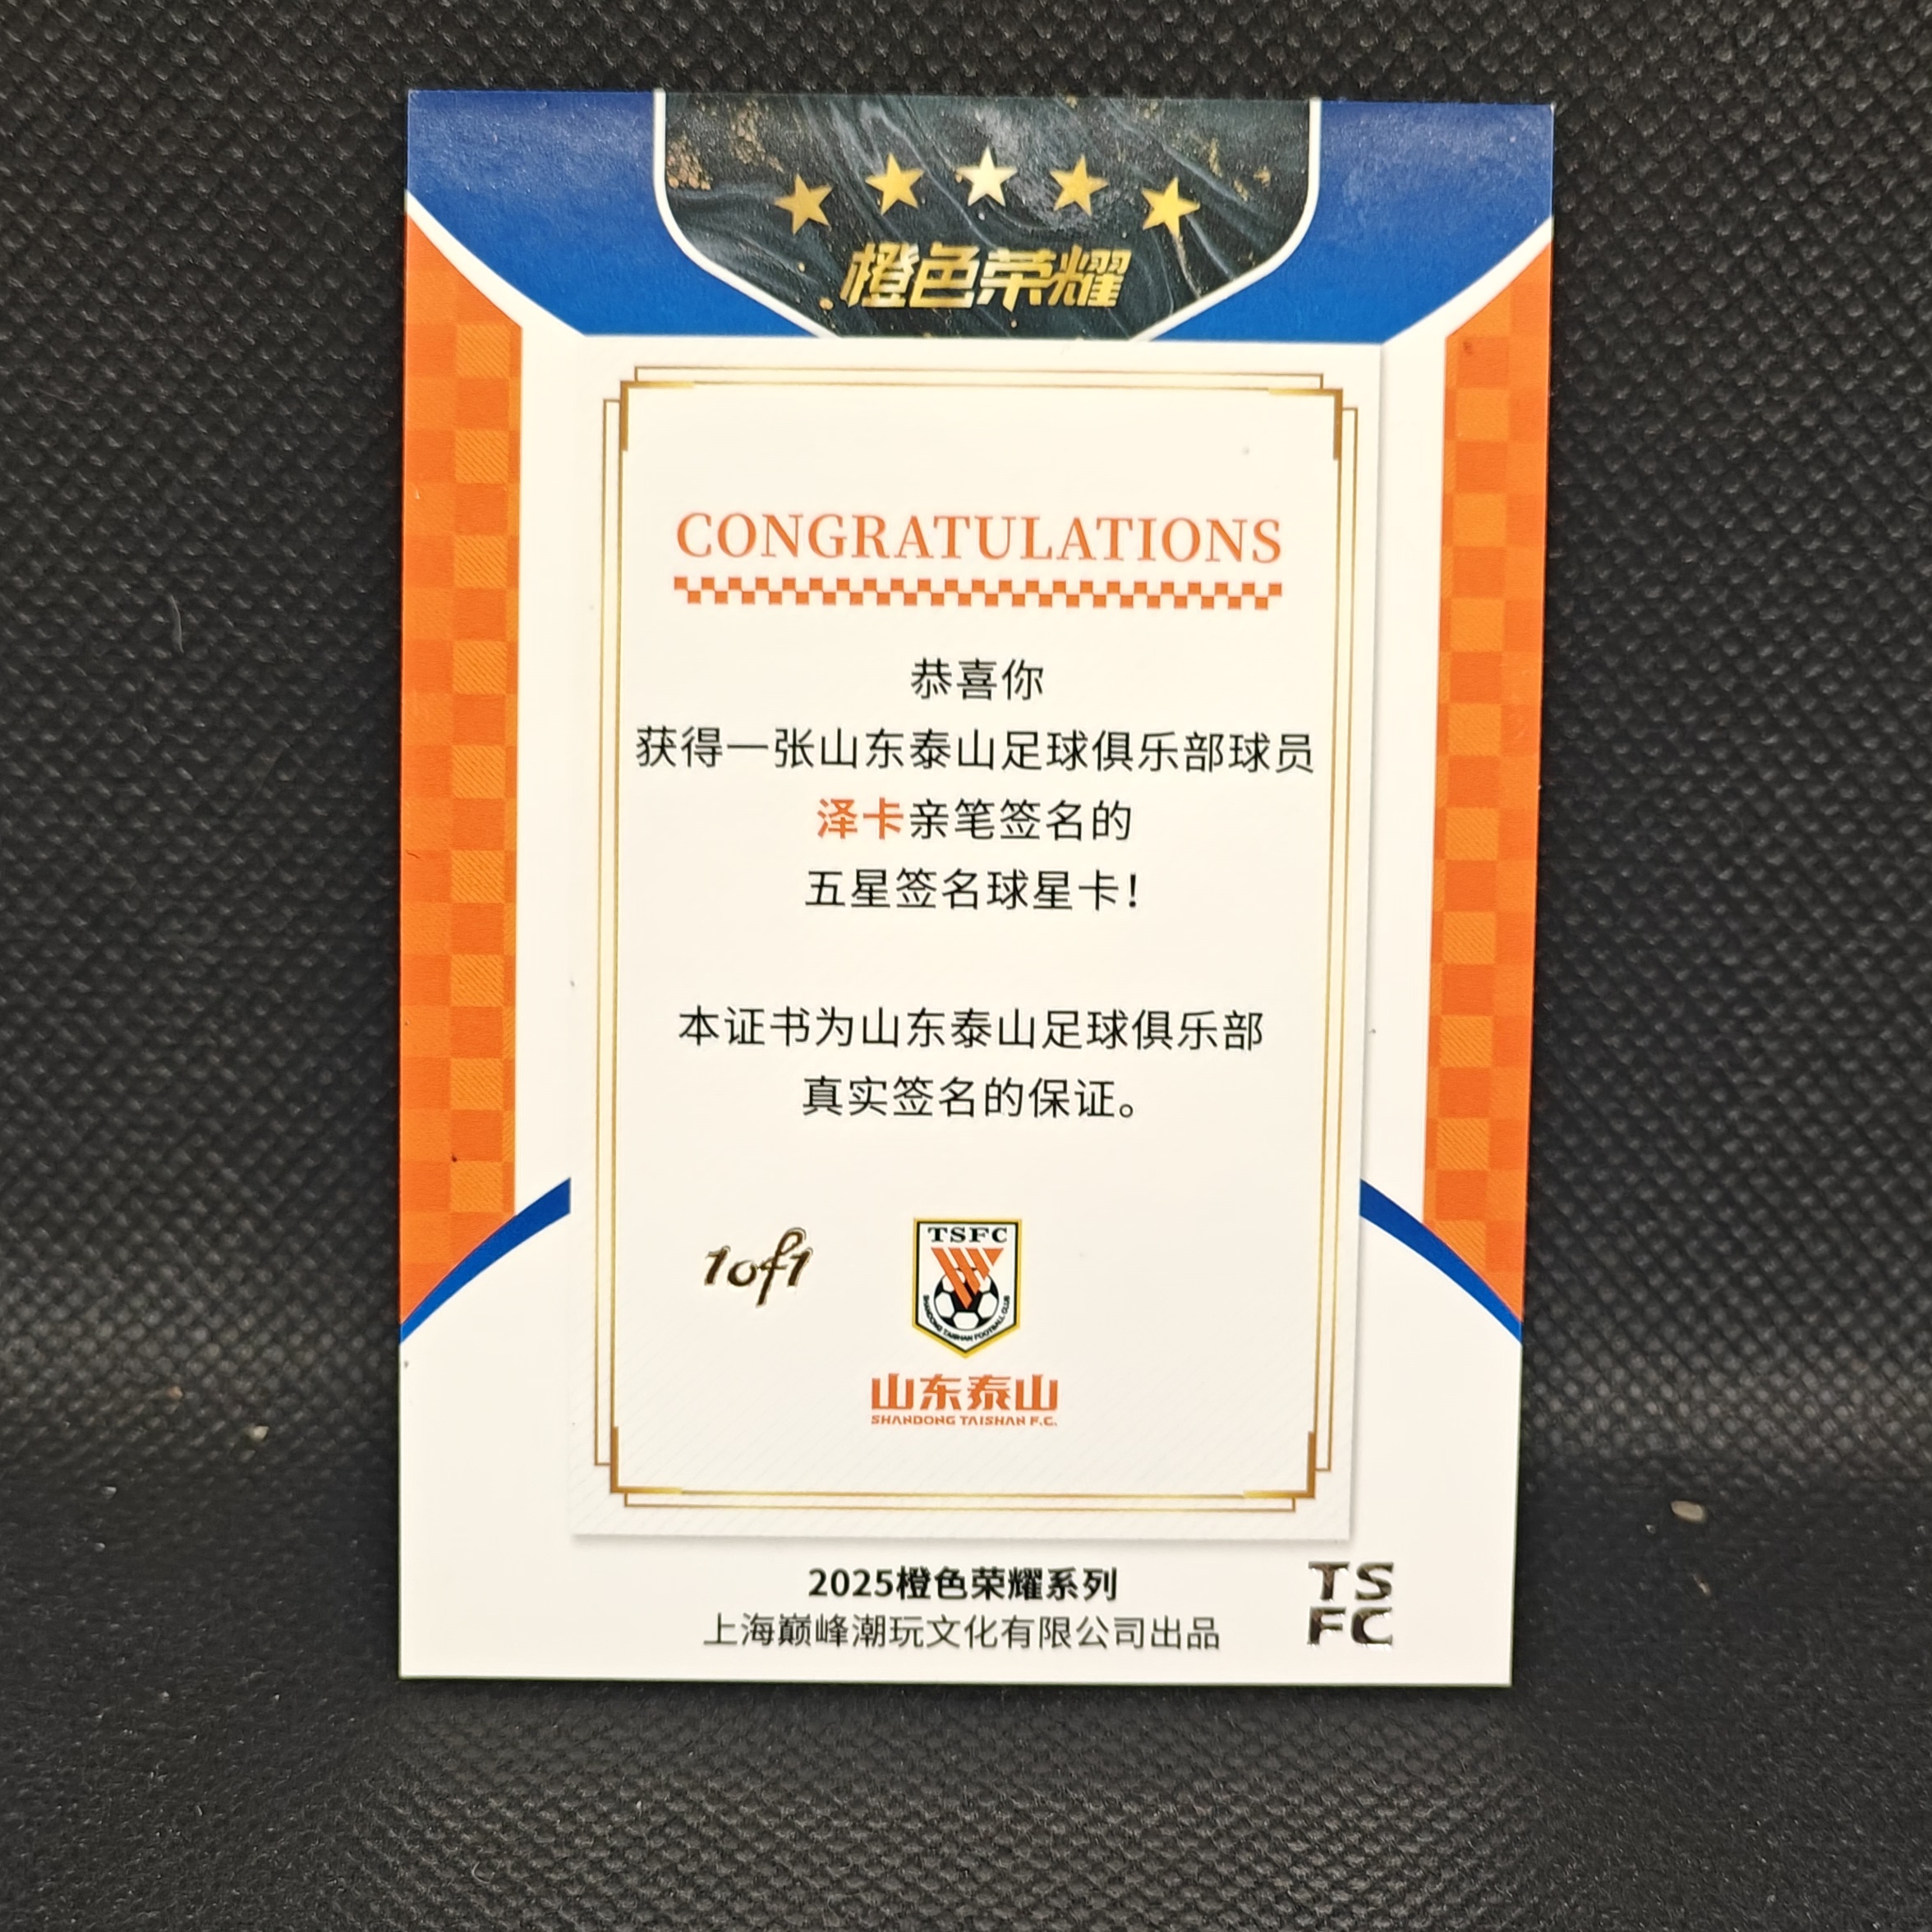 橙色荣耀
CONGRATULATIONS
恭喜你
获得一张山东泰山足球俱乐部球员
泽卡亲笔签名的
五星签名球星卡！
本证书为山东泰山足球俱乐部
真实签名的保证。
1of1
TSFC
SHANDONG TAISHAN FOOTBALL CLUB
山东泰山
SHANDONG TAISHAN F.C.
2025橙色荣耀系列
上海巅峰潮玩文化有限公司出品
TS
FC